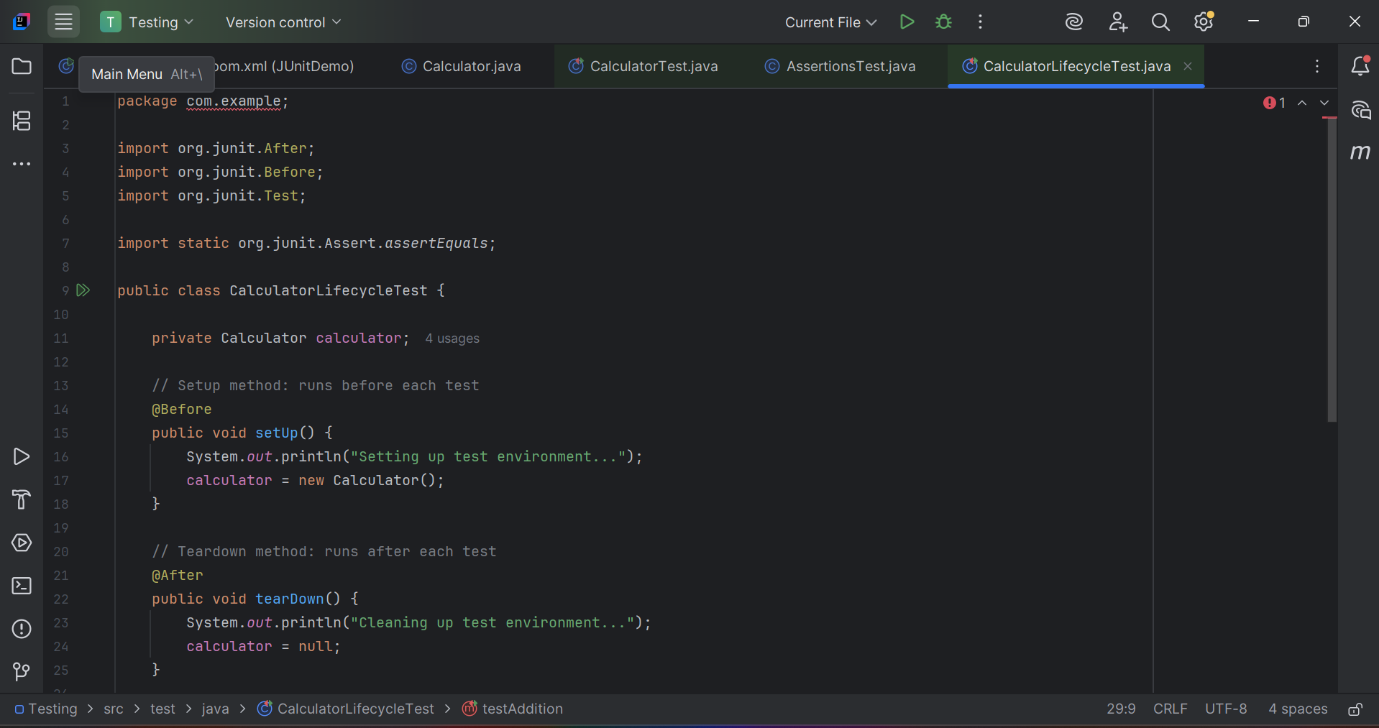 T Testing Version control Current File
Main Menu Alt+\
pom.xml (JUnitDemo) Calculator.java CalculatorTest.java AssertionsTest.java CalculatorLifecycleTest.java
1 package com.example;
1
2
3 import org.junit.After;
4 import org.junit.Before;
5 import org.junit.Test;
6
7 import static org.junit.Assert.assertEquals;
8
9 public class CalculatorLifecycleTest {
10
11 private Calculator calculator; 4 usages
12
13 // Setup method: runs before each test
14 @Before
15 public void setUp() {
16 System.out.println("Setting up test environment...");
17 calculator = new Calculator();
18 }
19
20 // Teardown method: runs after each test
21 @After
22 public void tearDown() {
23 System.out.println("Cleaning up test environment...");
24 calculator = null;
25 }
Testing > src > test > java > CalculatorLifecycleTest > testAddition 29:9 CRLF UTF-8 4 spaces